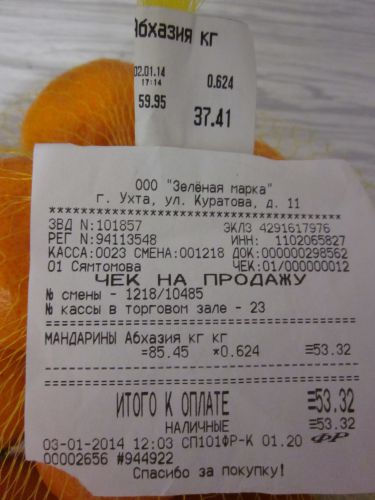 Абхазия кг
02.01.14
17:14
0.624
59.95
37.41
ООО "Зелёная марка"
г. Ухта, ул. Куратова, д. 11
****************************************
ЗВД N:101857 ЭКЛЗ 4291617976
РЕГ N:94113548 ИНН: 1102065827
КАССА:0023 СМЕНА:001218 ДОК:000000298562
01 Сямтомова ЧЕК:01/000000012
ЧЕК НА ПРОДАЖУ
№ смены - 1218/10485
№ кассы в торговом зале - 23
МАНДАРИНЫ Абхазия кг кг
=85.45 *0.624 ≡53.32
ИТОГО К ОПЛАТЕ ≡53.32
НАЛИЧНЫЕ ≡53.32
03-01-2014 12:03 СП101ФР-К 01.20 ФР
00002656 #944922
Спасибо за покупку!